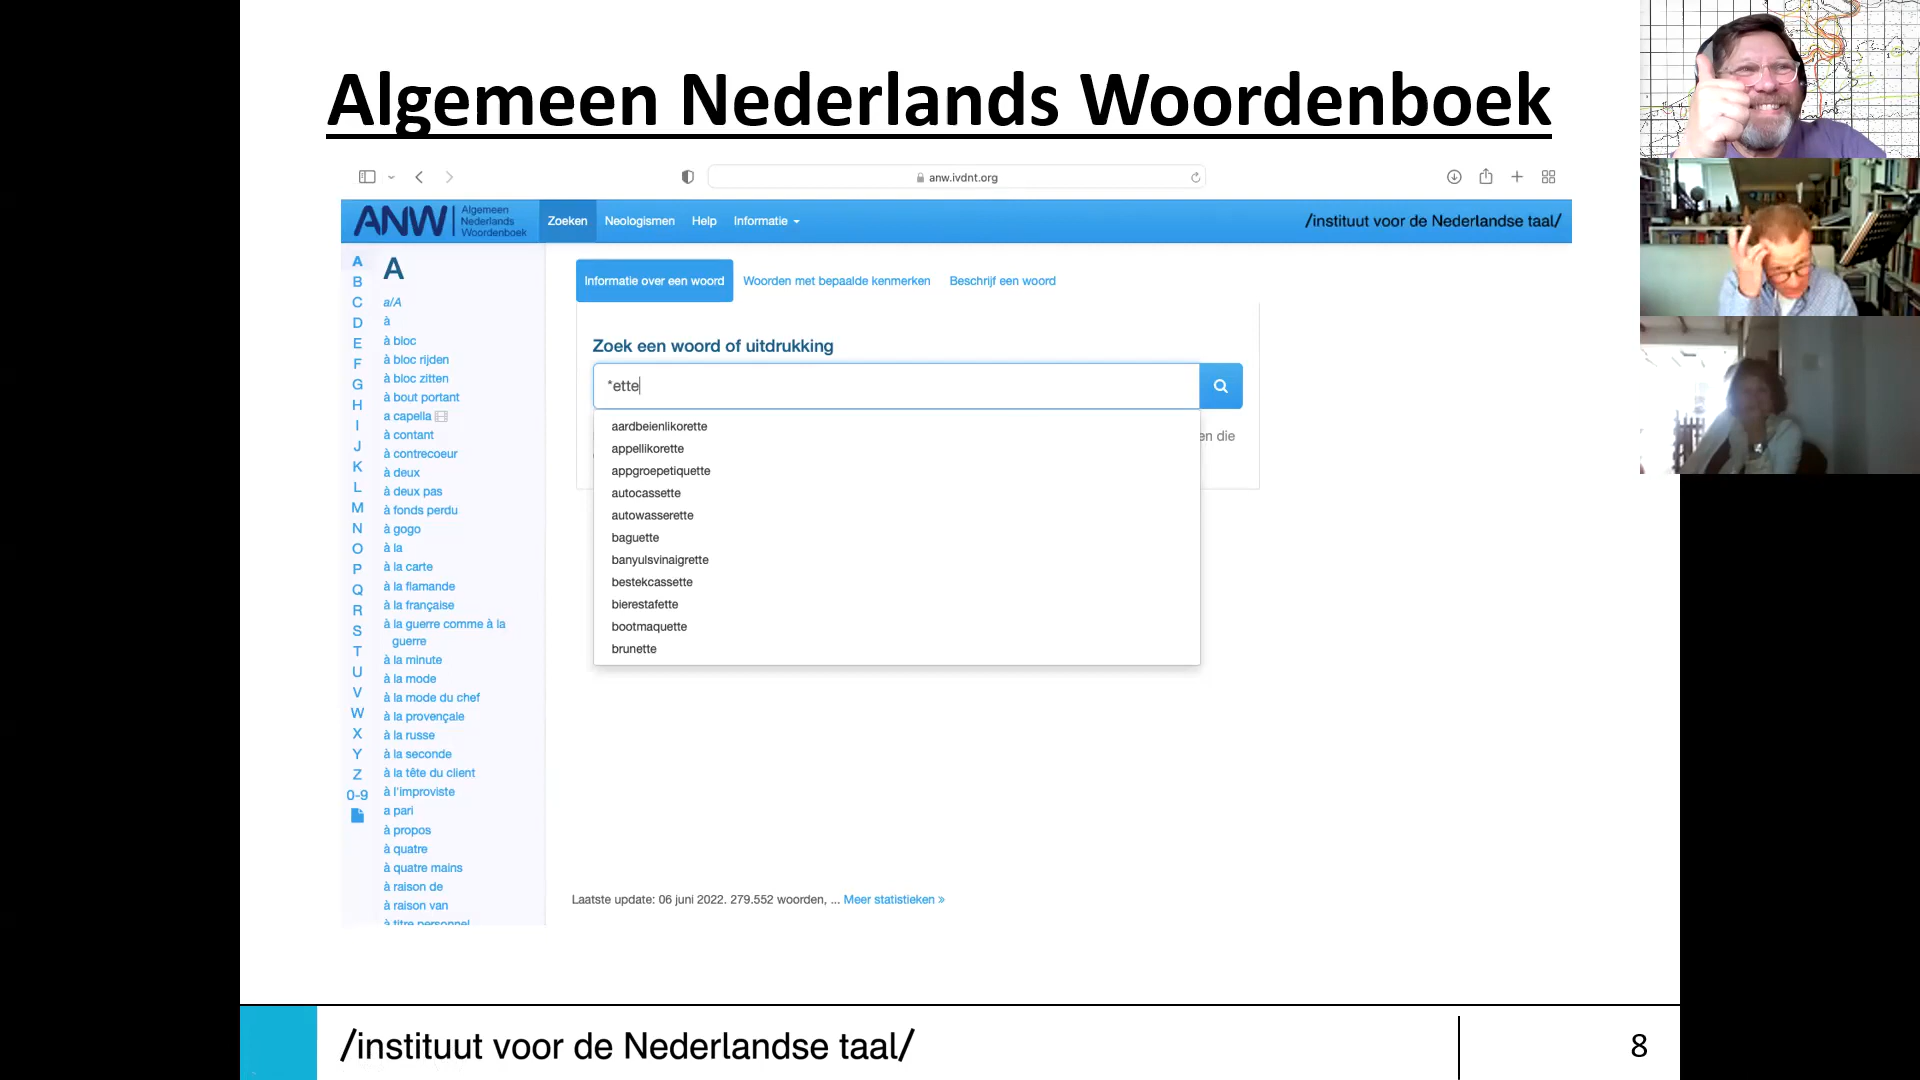 Algemeen Nederlands Woordenboek
anw.ivdnt.org
ANW
Algemeen
Nederlands
Woordenboek
Zoeken
Neologismen
Help
Informatie
/instituut voor de Nederlandse taal/
A
B
C
D
E
F
G
H
I
J
K
L
M
N
O
P
Q
R
S
T
U
V
W
X
Y
Z
0-9
A
a/A
à
à bloc
à bloc rijden
à bloc zitten
à bout portant
a capella
à contant
à contrecoeur
à deux
à deux pas
à fonds perdu
à gogo
à la
à la carte
à la flamande
à la française
à la guerre comme à la
guerre
à la minute
à la mode
à la mode du chef
à la provençale
à la russe
à la seconde
à la tête du client
à l'improviste
a pari
à propos
à quatre
à quatre mains
à raison de
à raison van
à titre personnel
Informatie over een woord
Woorden met bepaalde kenmerken
Beschrijf een woord
Zoek een woord of uitdrukking
*ette
en die
aardbeienlikorette
appellikorette
appgroepetiquette
autocassette
autowasserette
baguette
banyulsvinaigrette
bestekcassette
bierestafette
bootmaquette
brunette
Laatste update: 06 juni 2022. 279.552 woorden, ... Meer statistieken »
/instituut voor de Nederlandse taal/
8